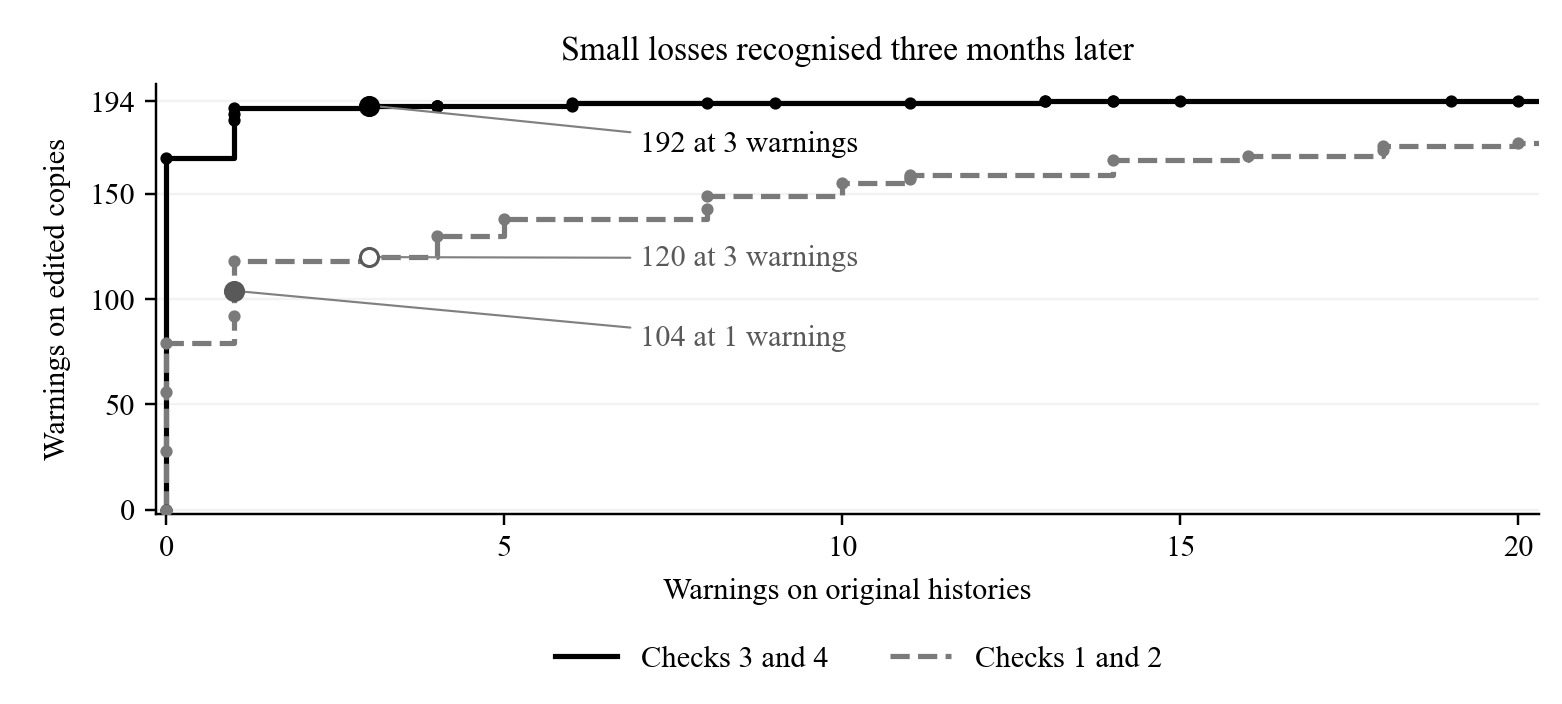 Small losses recognised three months later
194
150
100
50
0
Warnings on edited copies
192 at 3 warnings
120 at 3 warnings
104 at 1 warning
0 5 10 15 20
Warnings on original histories
Checks 3 and 4 Checks 1 and 2